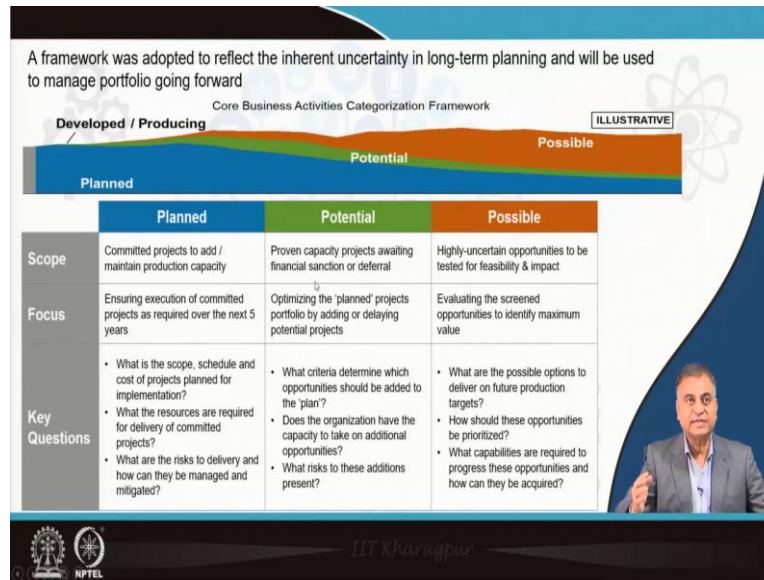 A framework was adopted to reflect the inherent uncertainty in long-term planning and will be used
to manage portfolio going forward
Core Business Activities Categorization Framework
Developed / Producing
ILLUSTRATIVE
Possible
Potential
Planned
Planned
Potential
Possible
Scope
Committed projects to add /
maintain production capacity
Proven capacity projects awaiting
financial sanction or deferral
Highly-uncertain opportunities to be
tested for feasibility & impact
Focus
Ensuring execution of committed
projects as required over the next 5
years
Optimizing the 'planned' projects
portfolio by adding or delaying
potential projects
Evaluating the screened
opportunities to identify maximum
value
Key
Questions
• What is the scope, schedule and
cost of projects planned for
implementation?
• What the resources are required
for delivery of committed
projects?
• What are the risks to delivery and
how can they be managed and
mitigated?
• What criteria determine which
opportunities should be added to
the 'plan'?
• Does the organization have the
capacity to take on additional
opportunities?
• What risks to these additions
present?
• What are the possible options to
deliver on future production
targets?
• How should these opportunities
be prioritized?
• What capabilities are required to
progress these opportunities and
how can they be acquired?
IIT Kharagpur
NPTEL